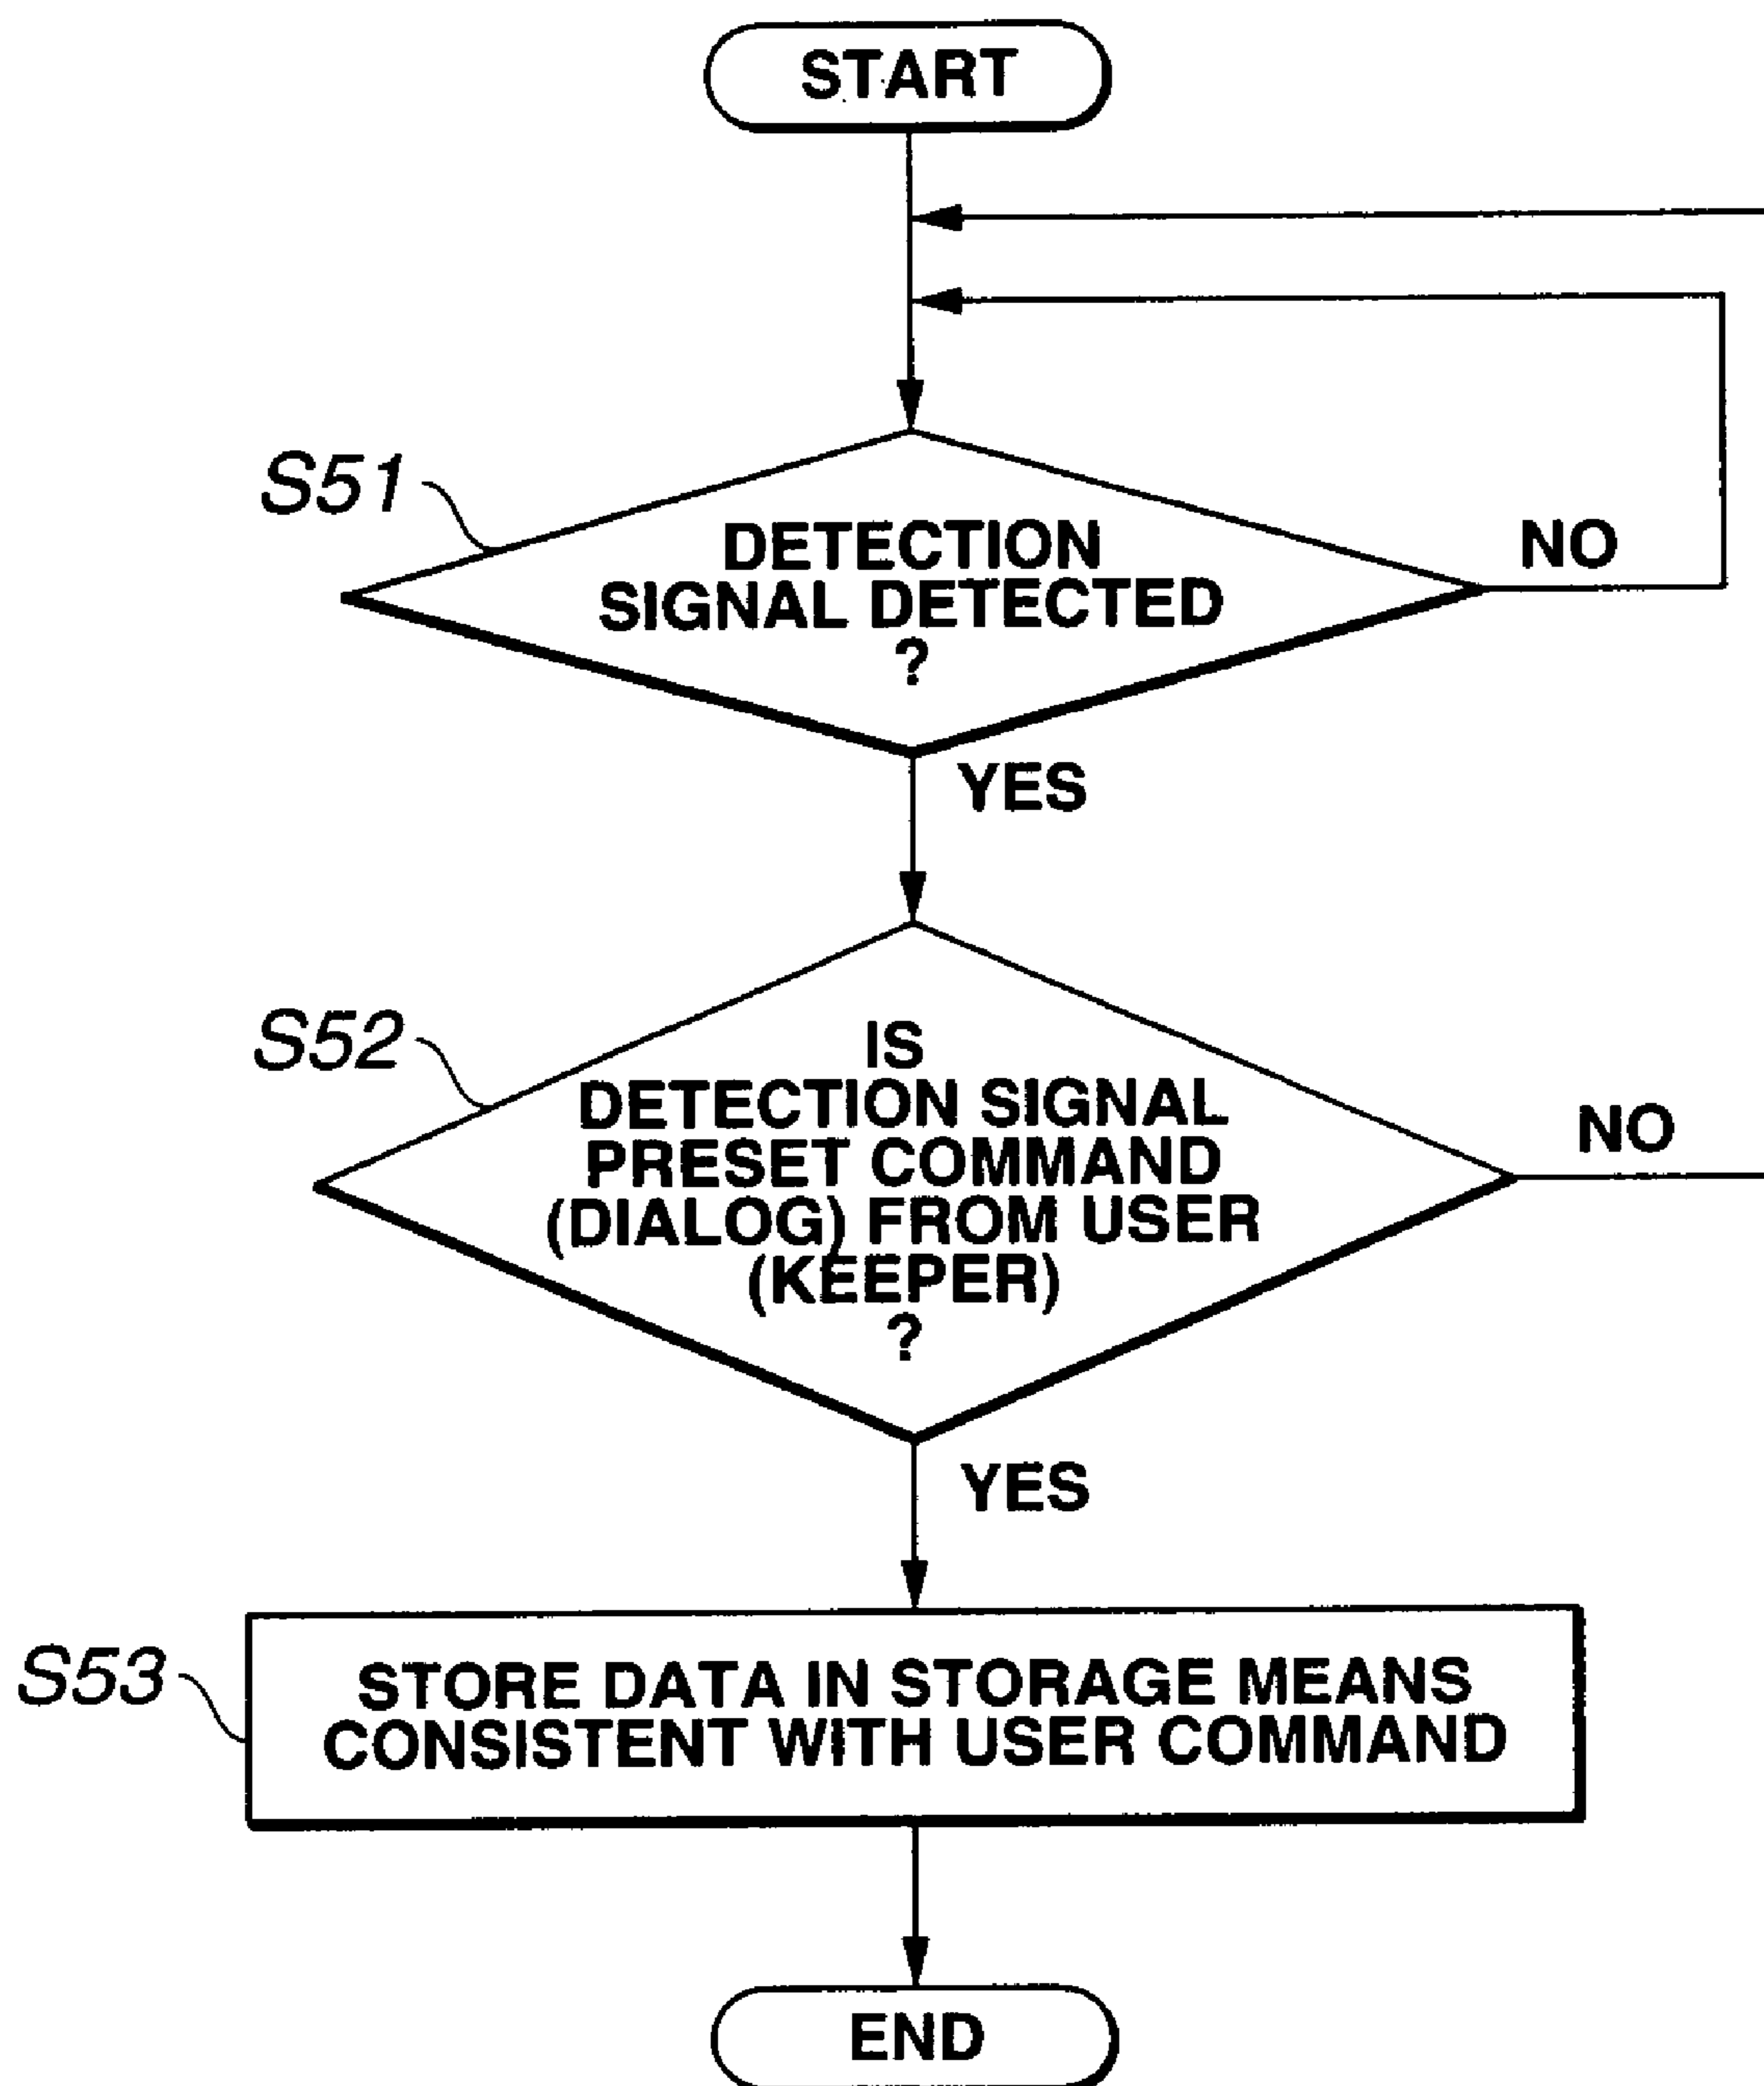 START
S51
DETECTION
SIGNAL DETECTED
?
NO
YES
S52
IS
DETECTION SIGNAL
PRESET COMMAND
(DIALOG) FROM USER
(KEEPER)
?
NO
YES
S53
STORE DATA IN STORAGE MEANS
CONSISTENT WITH USER COMMAND
END